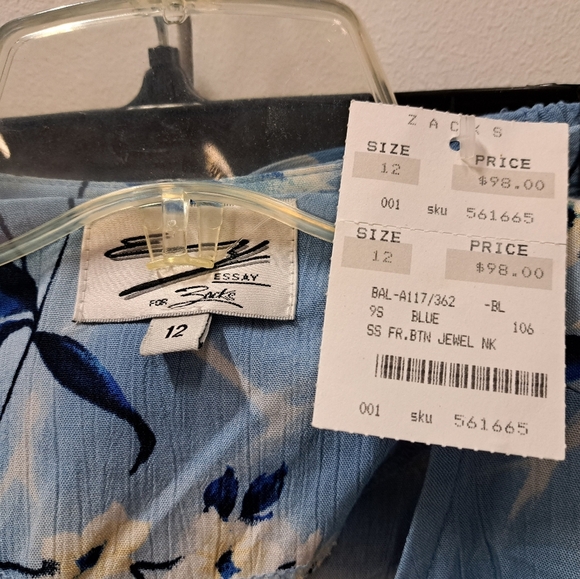 ZACKS
SIZE PRICE
12 $98.00
001 sku 561665
SIZE PRICE
12 $98.00
BAL-A117/362 -BL
9S BLUE 106
SS FR.BTN JEWEL NK
001 sku 561665
Essay
ESSAY
FOR Zacks
12